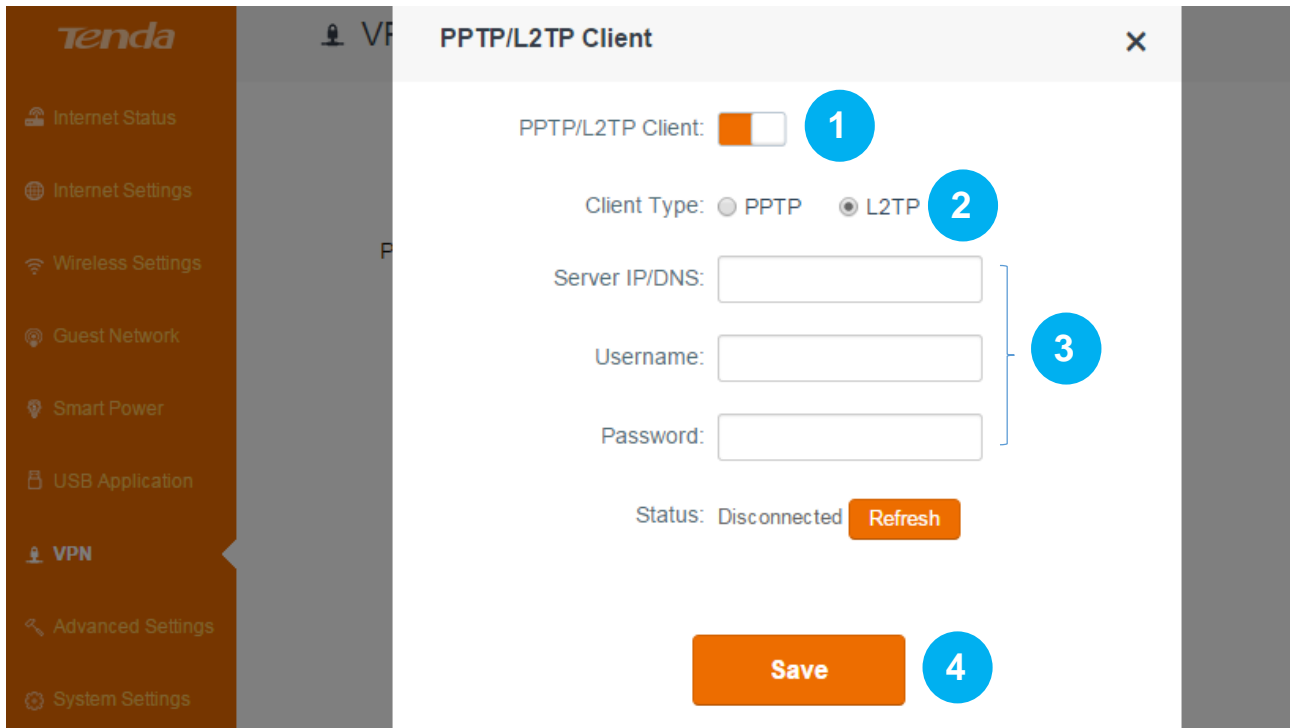 Tenda
VP
PPTP/L2TP Client
Internet Status
PPTP/L2TP Client:
1
Internet Settings
Client Type:
PPTP
L2TP
2
P
Wireless Settings
Server IP/DNS:
Guest Network
Username:
3
Smart Power
Password:
USB Application
Status:
Disconnected
Refresh
VPN
Advanced Settings
Save
4
System Settings